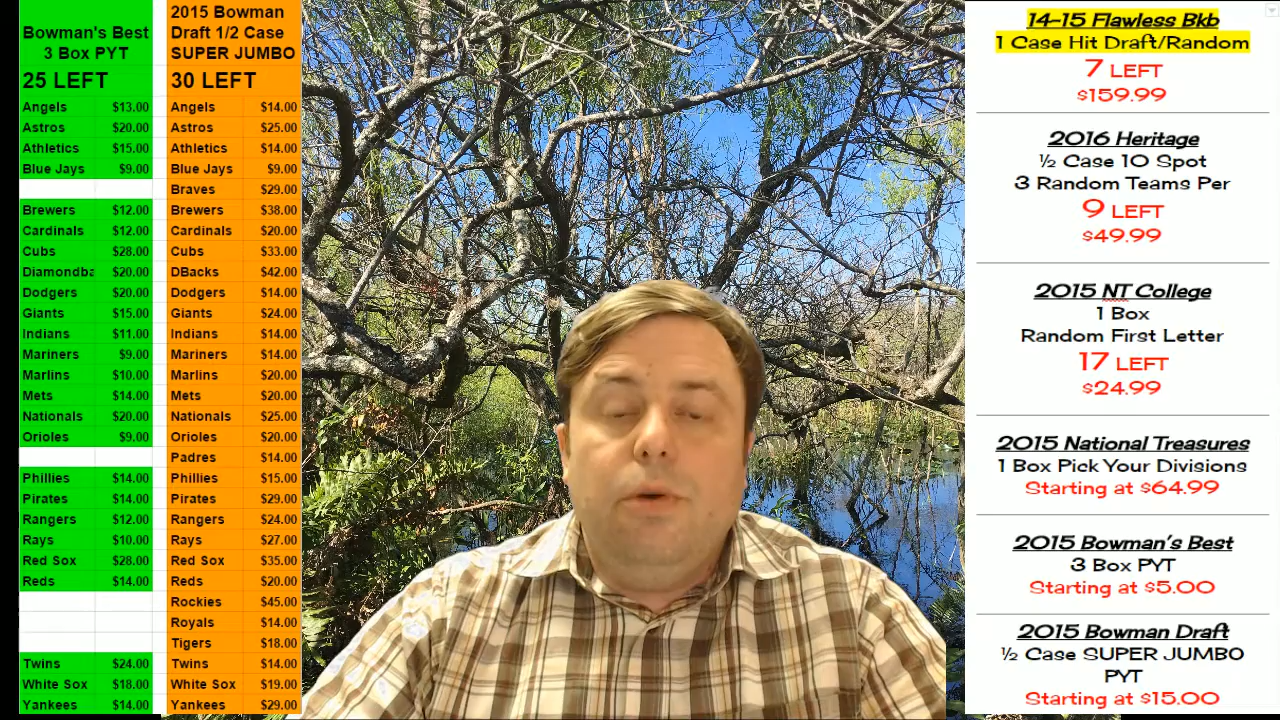 Bowman's Best
3 Box PYT
25 LEFT
Angels $13.00
Astros $20.00
Athletics $15.00
Blue Jays $9.00
Brewers $12.00
Cardinals $12.00
Cubs $28.00
Diamondba $20.00
Dodgers $20.00
Giants $15.00
Indians $11.00
Mariners $9.00
Marlins $10.00
Mets $14.00
Nationals $20.00
Orioles $9.00
Phillies $14.00
Pirates $14.00
Rangers $12.00
Rays $10.00
Red Sox $28.00
Reds $14.00
Twins $24.00
White Sox $18.00
Yankees $14.00
2015 Bowman
Draft 1/2 Case
SUPER JUMBO
30 LEFT
Angels $14.00
Astros $25.00
Athletics $14.00
Blue Jays $9.00
Braves $29.00
Brewers $38.00
Cardinals $20.00
Cubs $33.00
DBacks $42.00
Dodgers $14.00
Giants $24.00
Indians $14.00
Mariners $14.00
Marlins $20.00
Mets $20.00
Nationals $25.00
Orioles $20.00
Padres $14.00
Phillies $15.00
Pirates $29.00
Rangers $24.00
Rays $27.00
Red Sox $35.00
Reds $20.00
Rockies $45.00
Royals $14.00
Tigers $18.00
Twins $14.00
White Sox $19.00
Yankees $29.00
14-15 Flawless Bkb
1 Case Hit Draft/Random
7 LEFT
$159.99
2016 Heritage
½ Case 10 Spot
3 Random Teams Per
9 LEFT
$49.99
2015 NT College
1 Box
Random First Letter
17 LEFT
$24.99
2015 National Treasures
1 Box Pick Your Divisions
Starting at $64.99
2015 Bowman's Best
3 Box PYT
Starting at $5.00
2015 Bowman Draft
½ Case SUPER JUMBO
PYT
Starting at $15.00